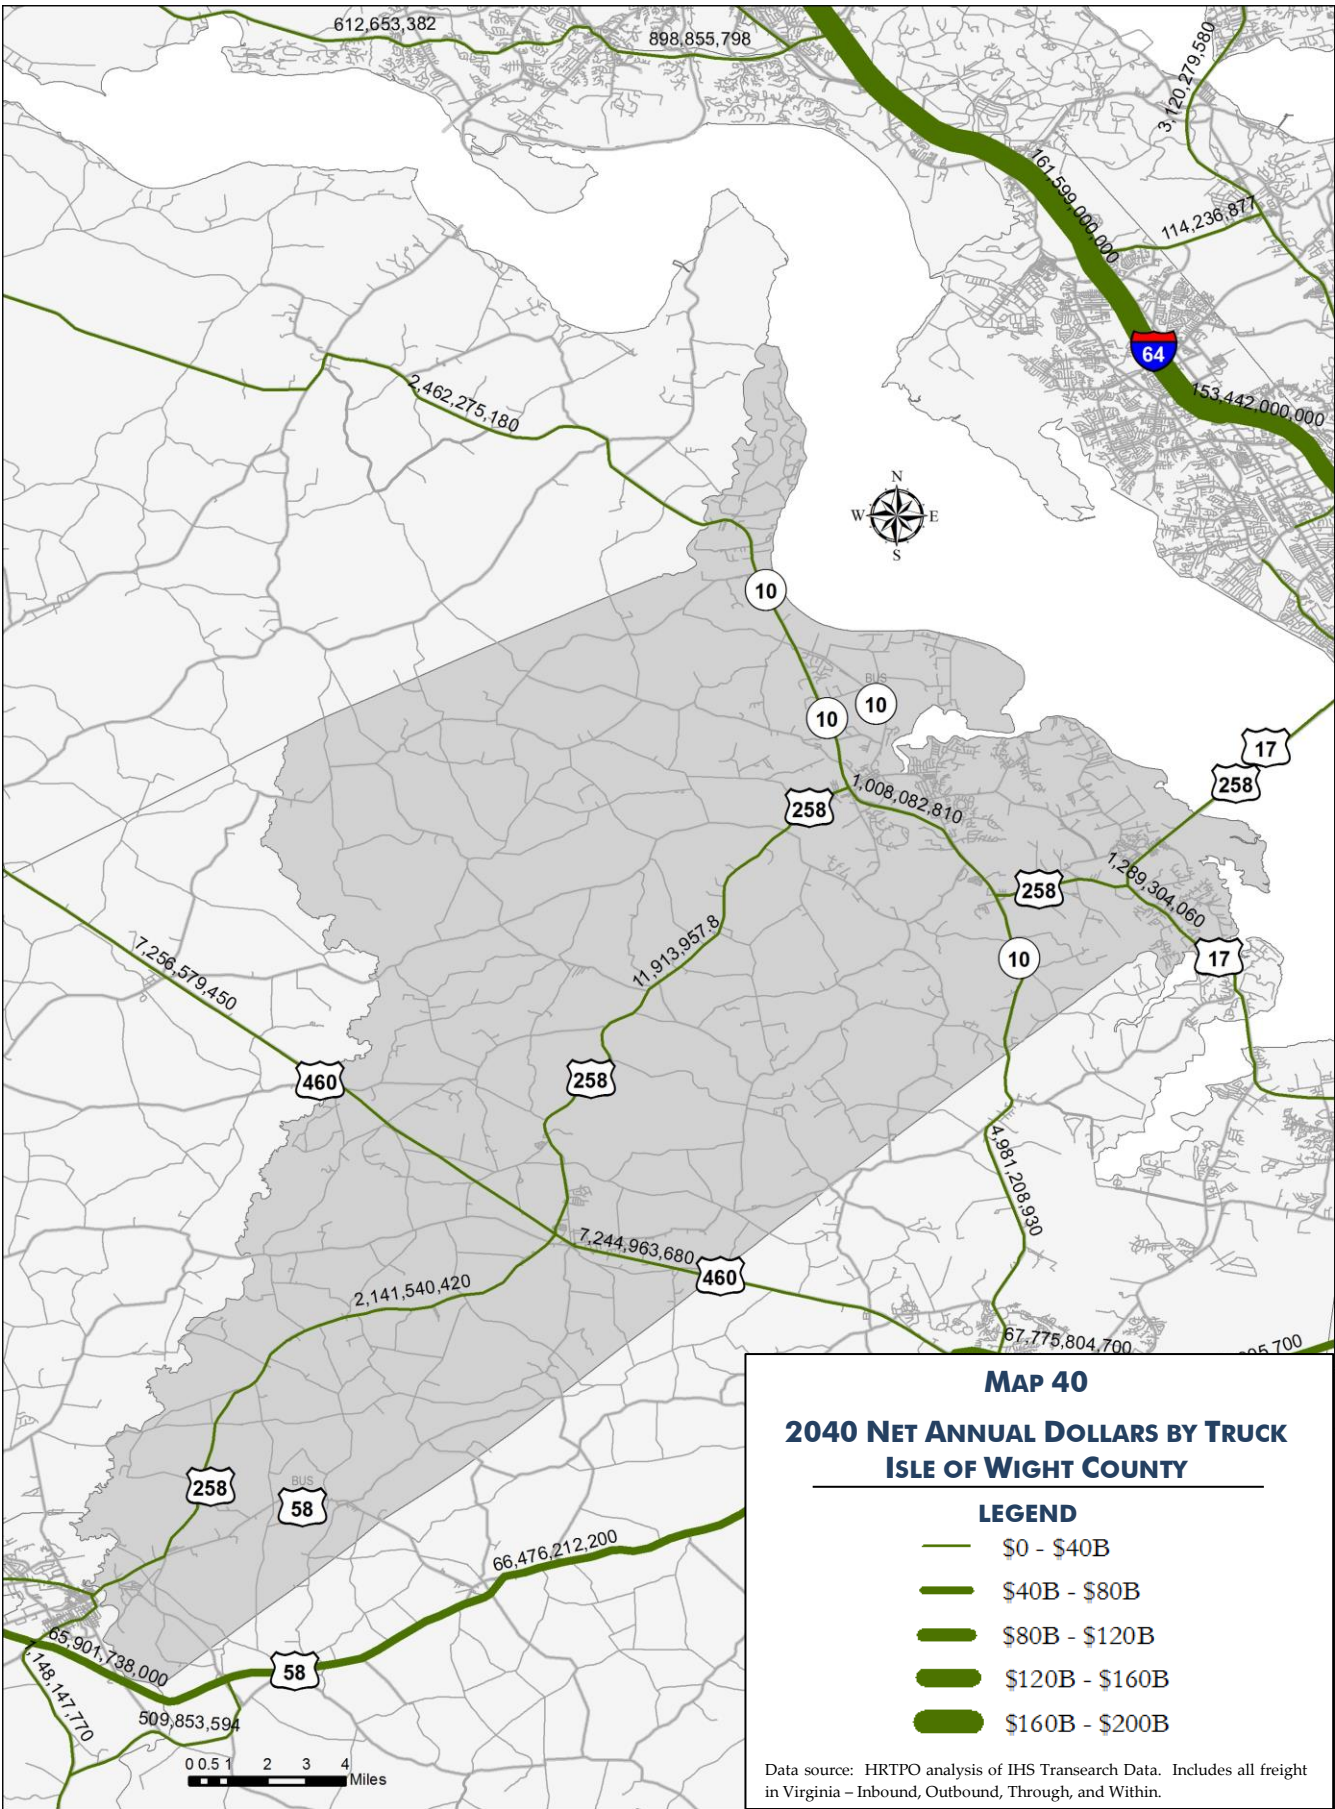 612,653,382
898,855,798
3,120,279,580
161,599,000,000
114,236,877
64
153,442,000,000
2,462,275,180
N
W
E
S
10
BUS
10
10
17
258
258
1,008,082,810
1,289,304,060
258
11,913,957.8
7,256,579,450
10
17
460
258
4,981,208,930
7,244,963,680
460
2,141,540,420
67,775,804,700
258
BUS
58
66,476,212,200
65,901,738,000
58
509,853,594
0 0.5 1 2 3 4
Miles
MAP 40
2040 NET ANNUAL DOLLARS BY TRUCK
ISLE OF WIGHT COUNTY
LEGEND
$0 - $40B
$40B - $80B
$80B - $120B
$120B - $160B
$160B - $200B
Data source: HRTPO analysis of IHS Transearch Data. Includes all freight
in Virginia – Inbound, Outbound, Through, and Within.